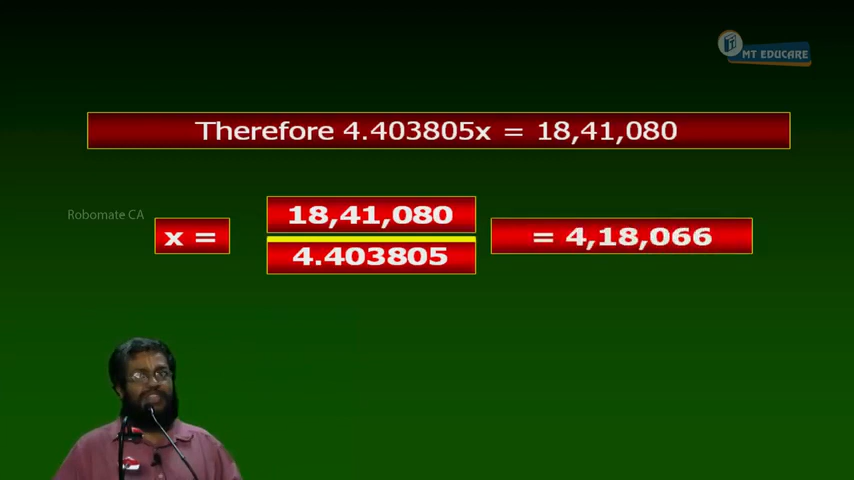 MT EDUCARE
Therefore 4.403805x = 18,41,080
Robomate CA
x =
18,41,080
4.403805
= 4,18,066